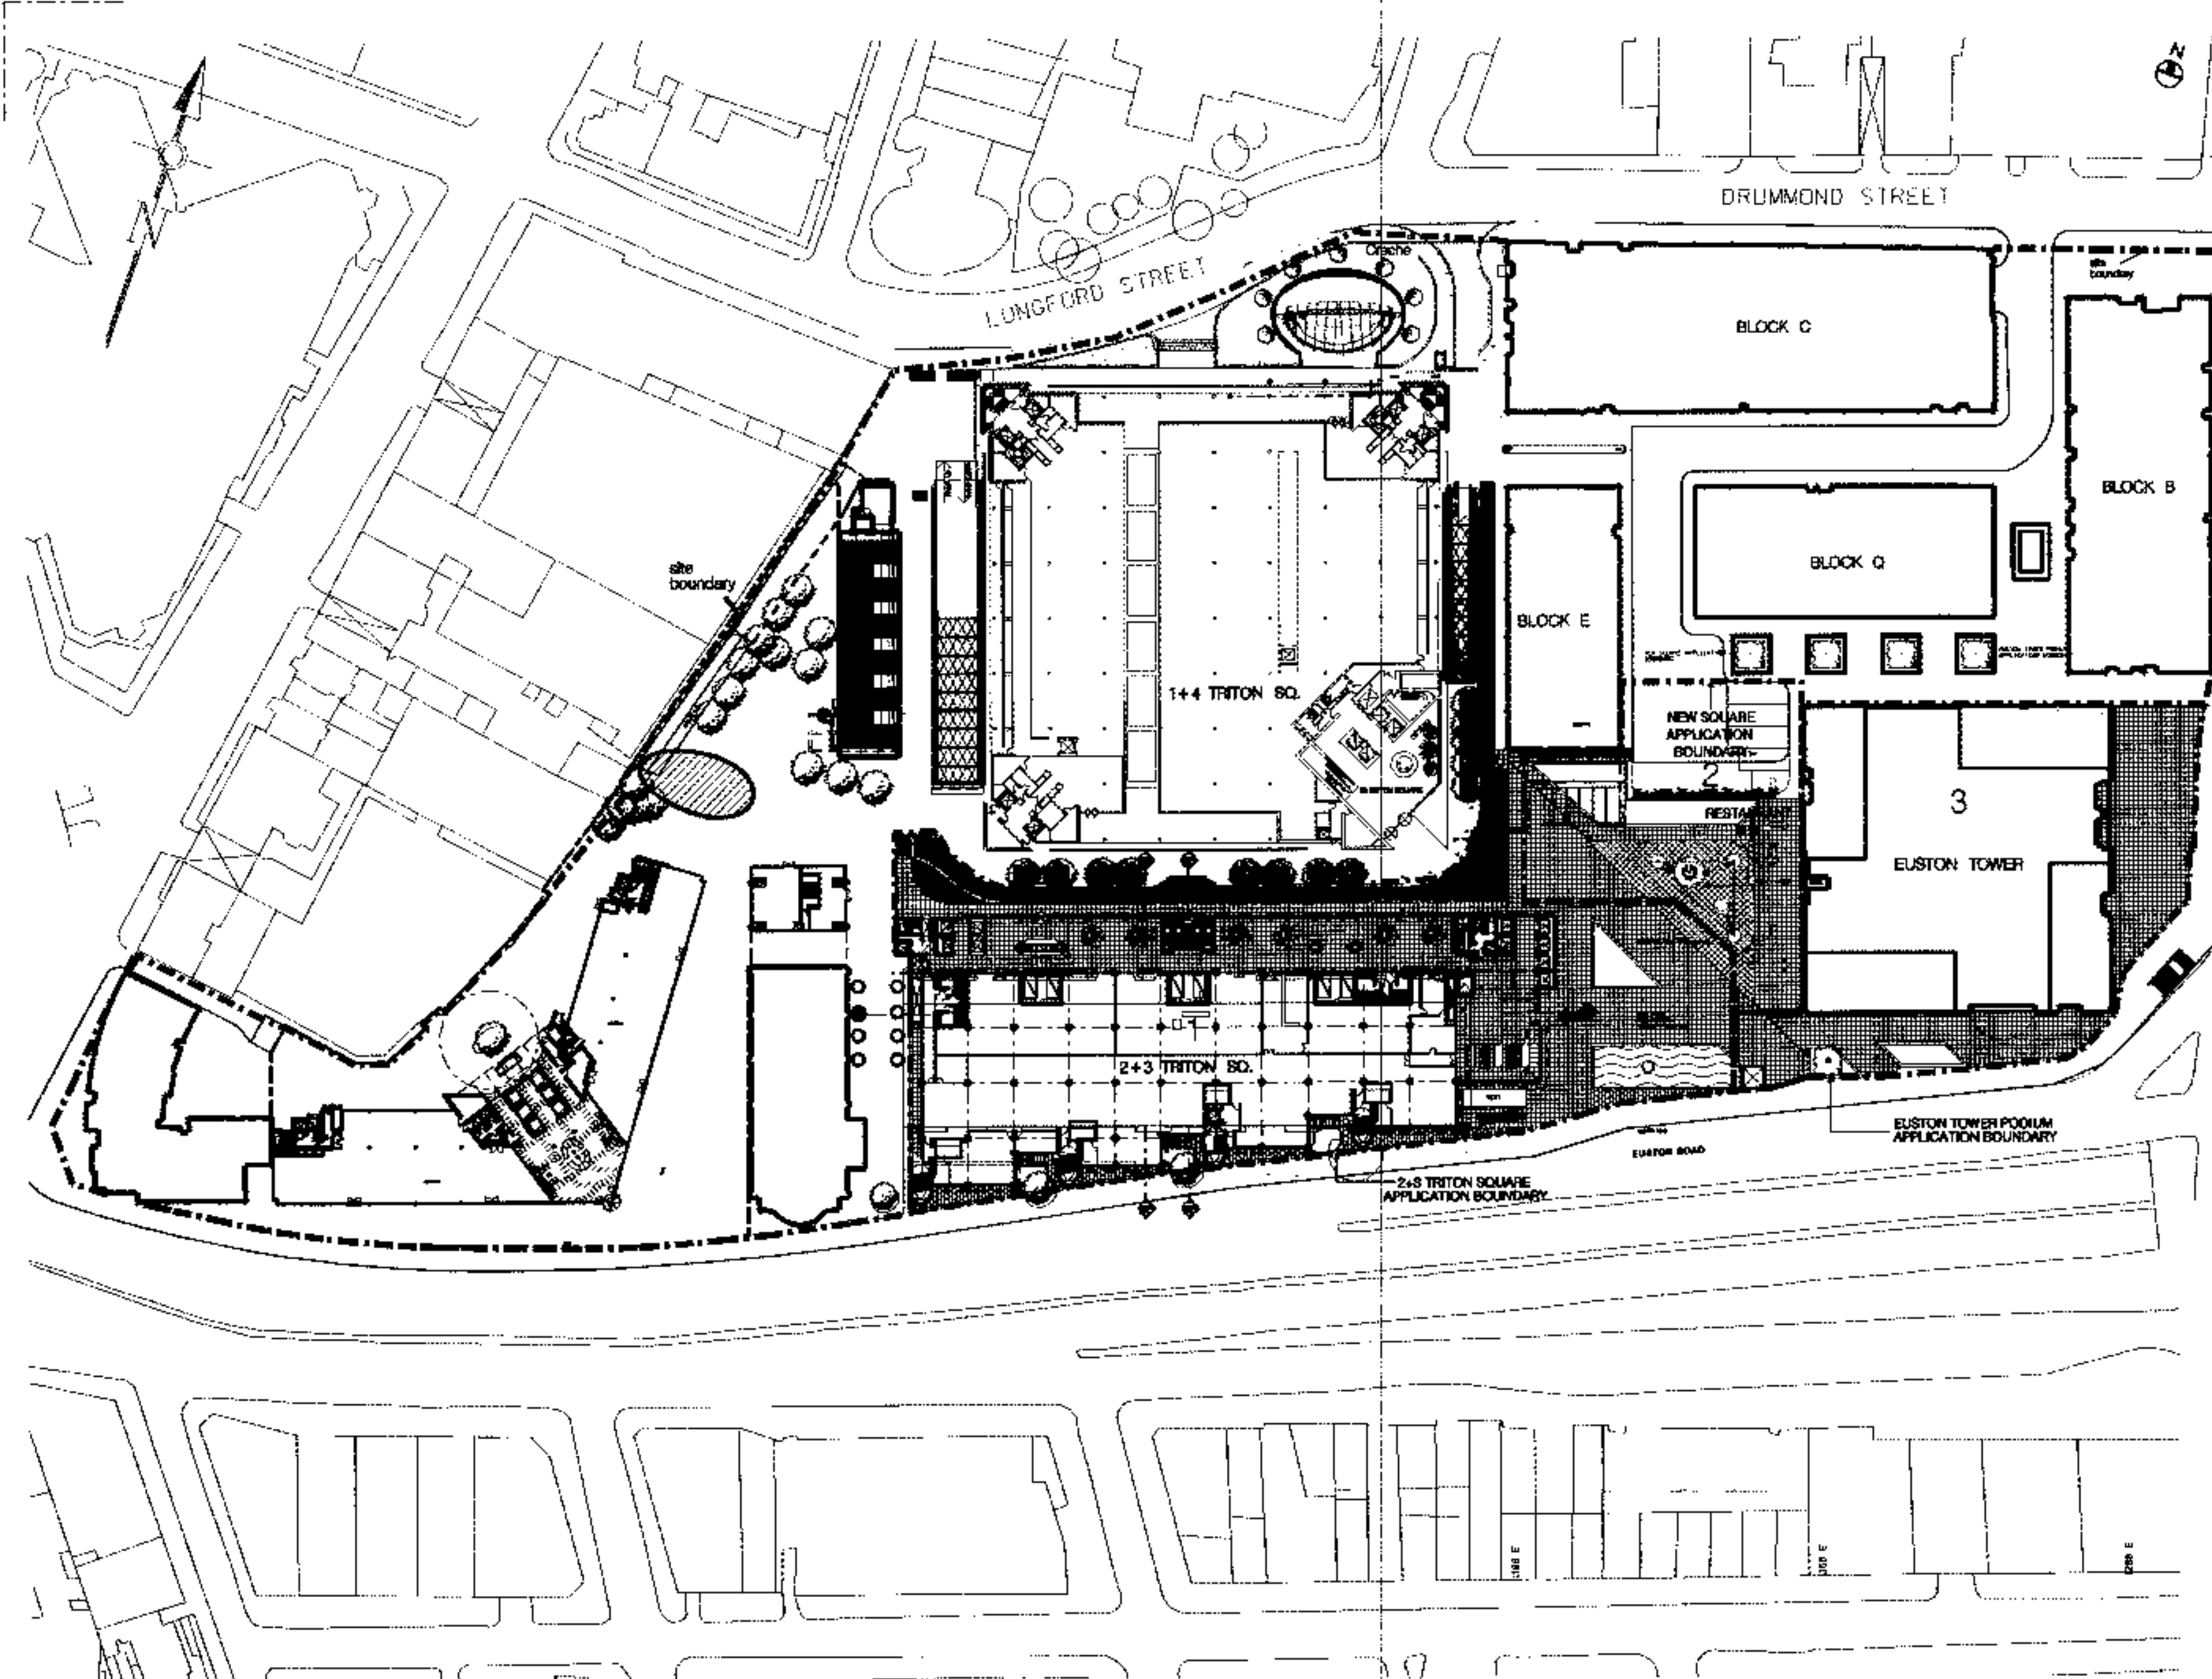 N
DRUMMOND STREET
Creche
LONGFORD STREET
site
boundary
BLOCK C
BLOCK B
BLOCK Q
site
boundary
BLOCK E
1+4 TRITON SQ.
NEW SQUARE
APPLICATION
BOUNDARY
2
3
EUSTON TOWER
2+3 TRITON SQ.
EUSTON TOWER PODIUM
APPLICATION BOUNDARY
EUSTON ROAD
2+3 TRITON SQUARE
APPLICATION BOUNDARY